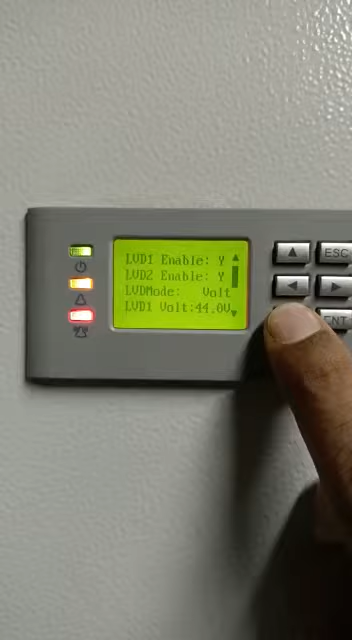 LVD1 Enable: Y
LVD2 Enable: Y
LVDMode: Volt
LVD1 Volt:44.0V
ESC
ENT